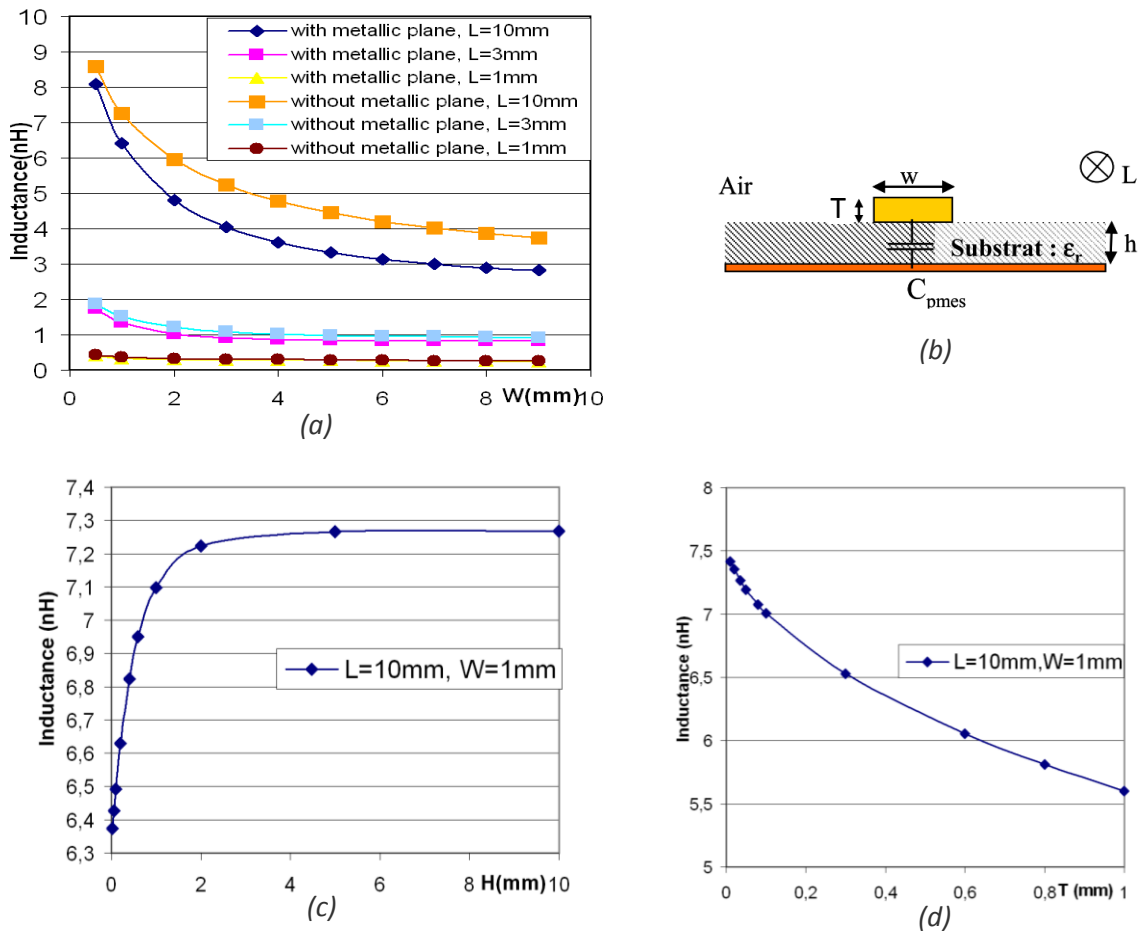 10
9
8
7
6
5
4
3
2
1
0
Inductance(nH)
with metallic plane, L=10mm
with metallic plane, L=3mm
with metallic plane, L=1mm
without metallic plane, L=10mm
without metallic plane, L=3mm
without metallic plane, L=1mm
0 2 4 6 8 W(mm) 10
(a)
Air
w
L
T
Substrat : εr
h
Cpmes
(b)
7,4
7,3
7,2
7,1
7
6,9
6,8
6,7
6,6
6,5
6,4
6,3
Inductance (nH)
L=10mm, W=1mm
0 2 4 6 8 H(mm) 10
(c)
8
7,5
7
6,5
6
5,5
5
Inductance (nH)
L=10mm,W=1mm
0 0,2 0,4 0,6 0,8 T (mm) 1
(d)